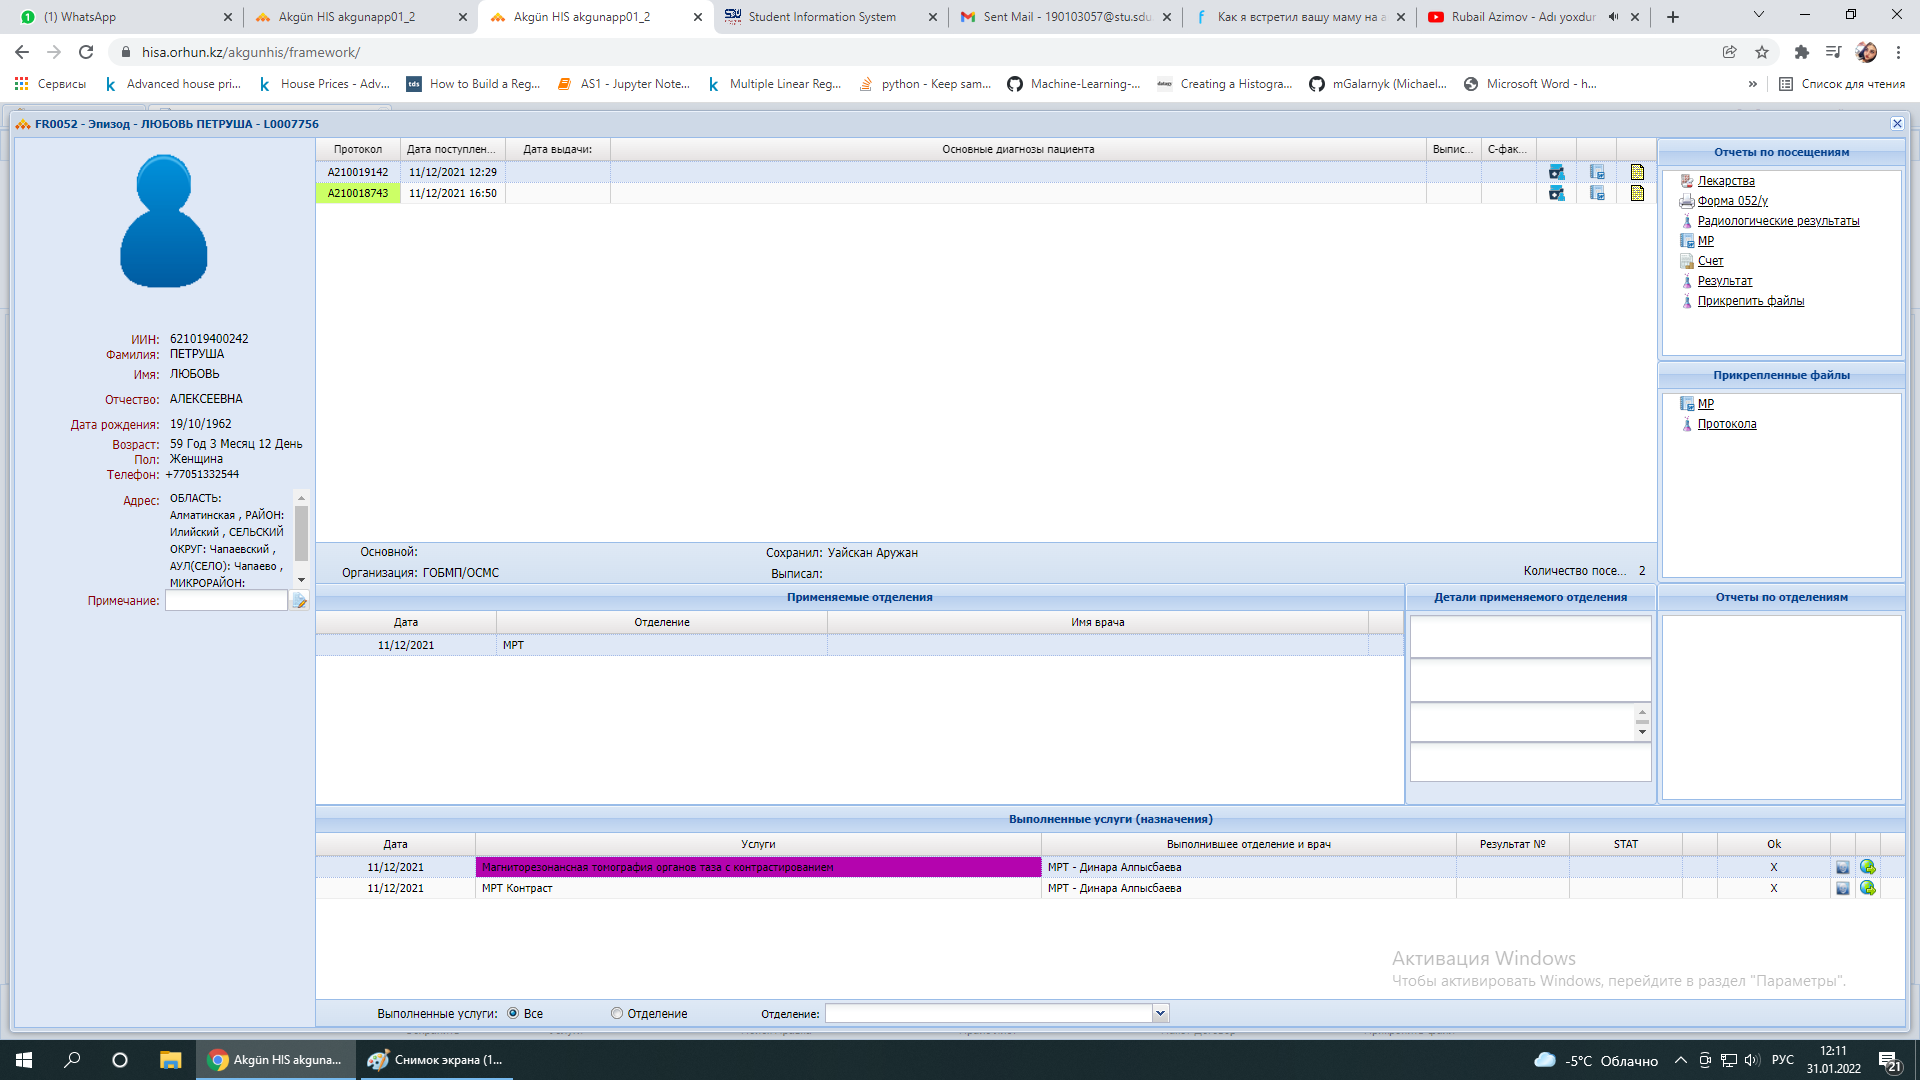 (1) WhatsApp
Akgün HIS akgunapp01_2
Akgün HIS akgunapp01_2
Student Information System
Sent Mail - 190103057@stu.sdu
Как я встретил вашу маму на а
Rubail Azimov - Adı yoxdur
hisa.orhun.kz/akgunhis/framework/
Сервисы
Advanced house pri...
House Prices - Adv...
How to Build a Reg...
AS1 - Jupyter Note...
Multiple Linear Reg...
python - Keep sam...
Machine-Learning-...
Creating a Histogra...
mGalarnyk (Michael...
Microsoft Word - h...
»
Список для чтения
FR0052 - Эпизод - ЛЮБОВЬ ПЕТРУША - L0007756
ИИН: 621019400242
Фамилия: ПЕТРУША
Имя: ЛЮБОВЬ
Отчество: АЛЕКСЕЕВНА
Дата рождения: 19/10/1962
Возраст: 59 Год 3 Месяц 12 День
Пол: Женщина
Телефон: +77051332544
Адрес: ОБЛАСТЬ:
Алматинская , РАЙОН:
Илийский , СЕЛЬСКИЙ
ОКРУГ: Чапаевский ,
АУЛ(СЕЛО): Чапаево ,
МИКРОРАЙОН:
Примечание:
Протокол Дата поступлен... Дата выдачи: Основные диагнозы пациента Выпис... С-фак...
A210019142 11/12/2021 12:29
A210018743 11/12/2021 16:50
Основной:
Сохранил: Уайскан Аружан
Организация: ГОБМП/ОСМС
Выписал:
Количество посе... 2
Отчеты по посещениям
Лекарства
Форма 052/у
Радиологические результаты
МР
Счет
Результат
Прикрепить файлы
Прикрепленные файлы
МР
Протокола
Применяемые отделения
Дата Отделение Имя врача
11/12/2021 МРТ
Детали применяемого отделения
Отчеты по отделениям
Выполненные услуги (назначения)
Дата Услуги Выполнившее отделение и врач Результат № STAT Ok
11/12/2021 Магниторезонансная томография органов таза с контрастированием МРТ - Динара Алпысбаева X
11/12/2021 МРТ Контраст МРТ - Динара Алпысбаева X
Активация Windows
Чтобы активировать Windows, перейдите в раздел "Параметры".
Выполненные услуги: Все Отделение Отделение:
Akgün HIS akguna...
Снимок экрана (1...
-5°C Облачно
РУС
12:11
31.01.2022
21